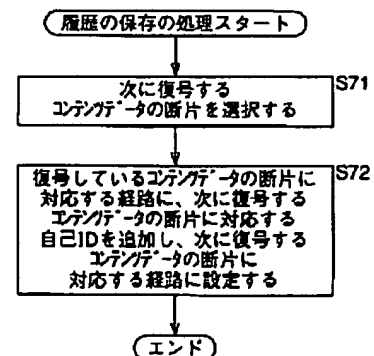 履歴の保存の処理スタート
次に復号する
コンテンツデータの断片を選択する
S71
復号しているコンテンツデータの断片に
対応する経路に、次に復号する
コンテンツデータの断片に対応する
自己IDを追加し、次に復号する
コンテンツデータの断片に
対応する経路に設定する
S72
エンド